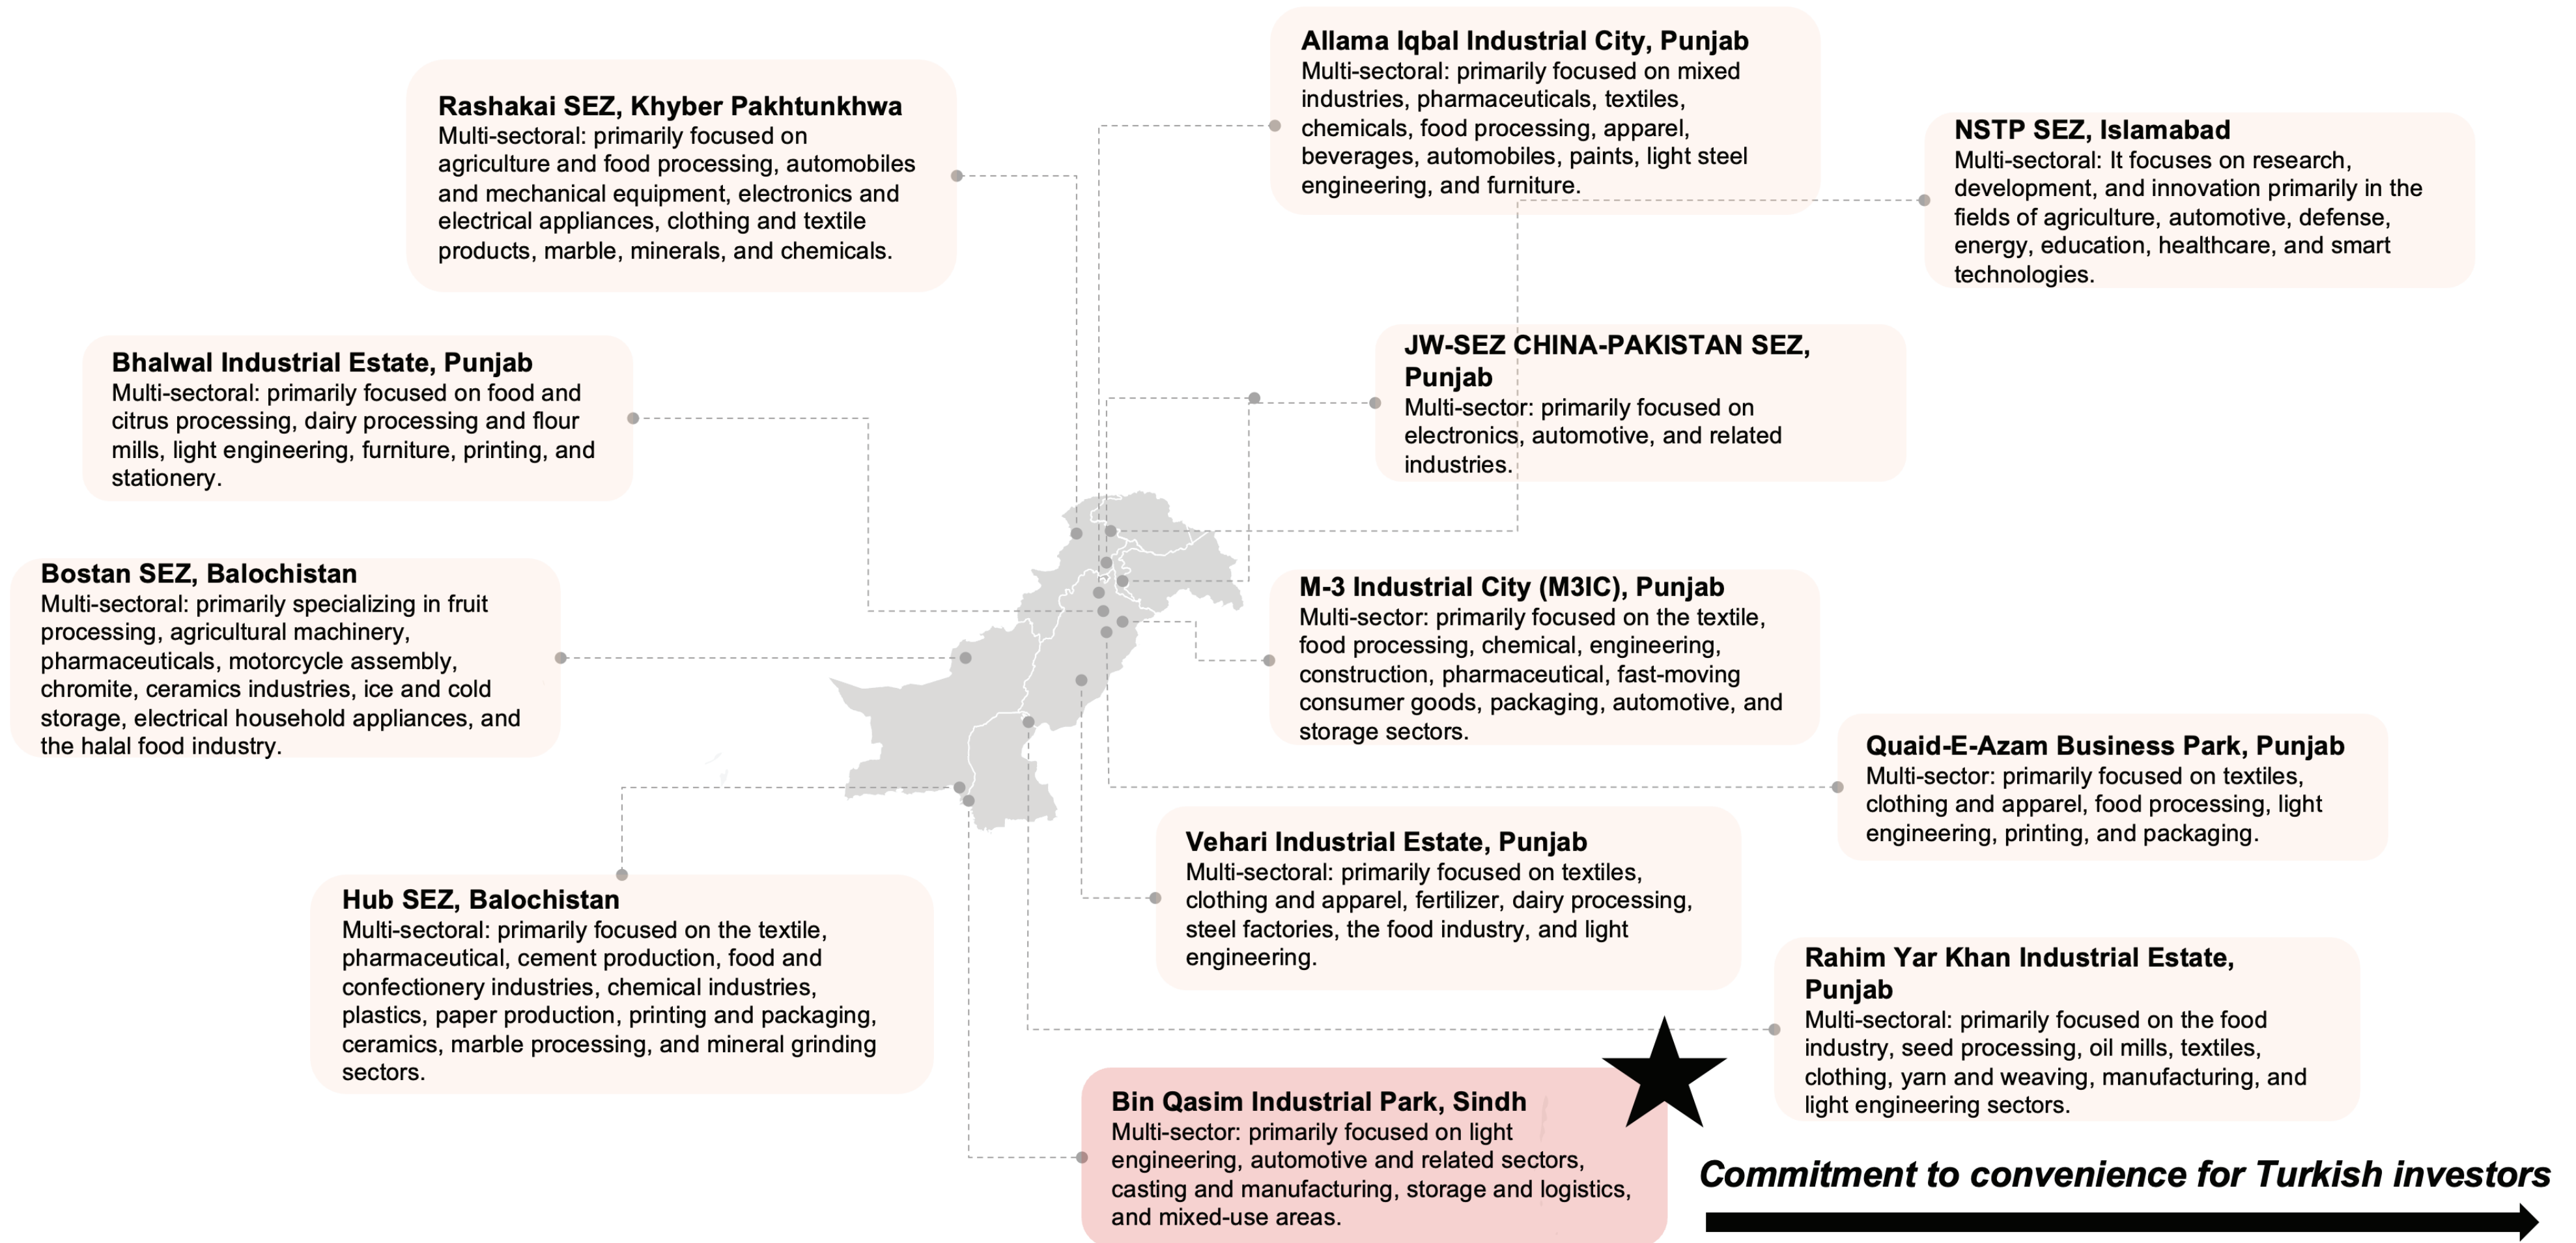 Allama Iqbal Industrial City, Punjab
Multi-sectoral: primarily focused on mixed
industries, pharmaceuticals, textiles,
chemicals, food processing, apparel,
beverages, automobiles, paints, light steel
engineering, and furniture.
Rashakai SEZ, Khyber Pakhtunkhwa
Multi-sectoral: primarily focused on
agriculture and food processing, automobiles
and mechanical equipment, electronics and
electrical appliances, clothing and textile
products, marble, minerals, and chemicals.
NSTP SEZ, Islamabad
Multi-sectoral: It focuses on research,
development, and innovation primarily in the
fields of agriculture, automotive, defense,
energy, education, healthcare, and smart
technologies.
Bhalwal Industrial Estate, Punjab
Multi-sectoral: primarily focused on food and
citrus processing, dairy processing and flour
mills, light engineering, furniture, printing, and
stationery.
JW-SEZ CHINA-PAKISTAN SEZ,
Punjab
Multi-sector: primarily focused on
electronics, automotive, and related
industries.
Bostan SEZ, Balochistan
Multi-sectoral: primarily specializing in fruit
processing, agricultural machinery,
pharmaceuticals, motorcycle assembly,
chromite, ceramics industries, ice and cold
storage, electrical household appliances, and
the halal food industry.
M-3 Industrial City (M3IC), Punjab
Multi-sector: primarily focused on the textile,
food processing, chemical, engineering,
construction, pharmaceutical, fast-moving
consumer goods, packaging, automotive, and
storage sectors.
Quaid-E-Azam Business Park, Punjab
Multi-sector: primarily focused on textiles,
clothing and apparel, food processing, light
engineering, printing, and packaging.
Vehari Industrial Estate, Punjab
Multi-sectoral: primarily focused on textiles,
clothing and apparel, fertilizer, dairy processing,
steel factories, the food industry, and light
engineering.
Hub SEZ, Balochistan
Multi-sectoral: primarily focused on the textile,
pharmaceutical, cement production, food and
confectionery industries, chemical industries,
plastics, paper production, printing and packaging,
ceramics, marble processing, and mineral grinding
sectors.
Rahim Yar Khan Industrial Estate,
Punjab
Multi-sectoral: primarily focused on the food
industry, seed processing, oil mills, textiles,
clothing, yarn and weaving, manufacturing, and
light engineering sectors.
Bin Qasim Industrial Park, Sindh
Multi-sector: primarily focused on light
engineering, automotive and related sectors,
casting and manufacturing, storage and logistics,
and mixed-use areas.
Commitment to convenience for Turkish investors